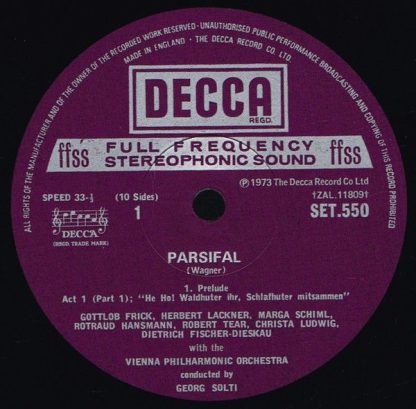 ALL RIGHTS OF THE MANUFACTURER AND OF THE OWNER OF THE RECORDED WORK RESERVED · UNAUTHORISED PUBLIC PERFORMANCE BROADCASTING AND COPYING OF THIS RECORD PROHIBITED
MADE IN ENGLAND · THE DECCA RECORD CO. LTD
DECCA
REGD.
ffss FULL FREQUENCY STEREOPHONIC SOUND ffss
℗ 1973 The Decca Record Co Ltd
SPEED 33-⅓ (10 Sides)
1
†ZAL.118091
SET.550
DECCA
(REGD. TRADE MARK)
PARSIFAL
(Wagner)
1. Prelude
Act 1 (Part 1); "He Ho! Waldhuter ihr, Schlafhuter mitsammen"
GOTTLOB FRICK, HERBERT LACKNER, MARGA SCHIML,
ROTRAUD HANSMANN, ROBERT TEAR, CHRISTA LUDWIG,
DIETRICH FISCHER-DIESKAU
with the
VIENNA PHILHARMONIC ORCHESTRA
conducted by
GEORG SOLTI